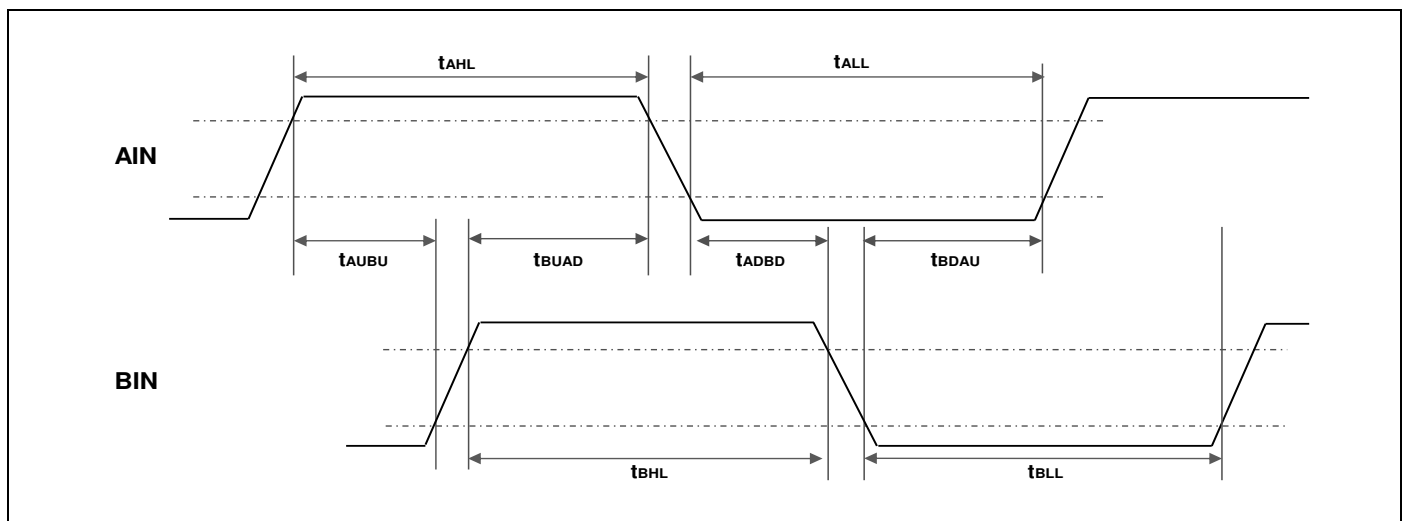 tAHL tALL
AIN
tAUBU tBUAD tADBD tBDAU
BIN
tBHL tBLL